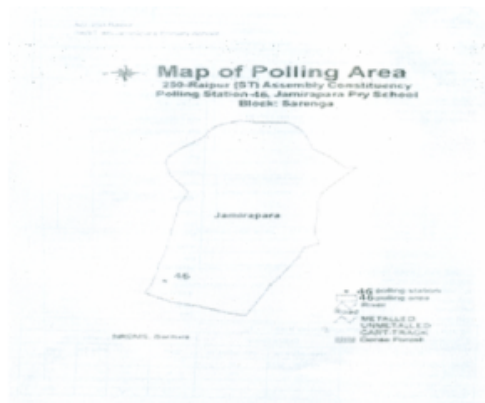 Map of Polling Area
250-Raipur (ST) Assembly Constituency
Polling Station-46, Jamirapara Pry School
Block: Sarenga
Jamirapara
46
46 polling station
46 polling area
River
Road
METALLED
UNMETALLED
CART-TRACK
Dense Forest